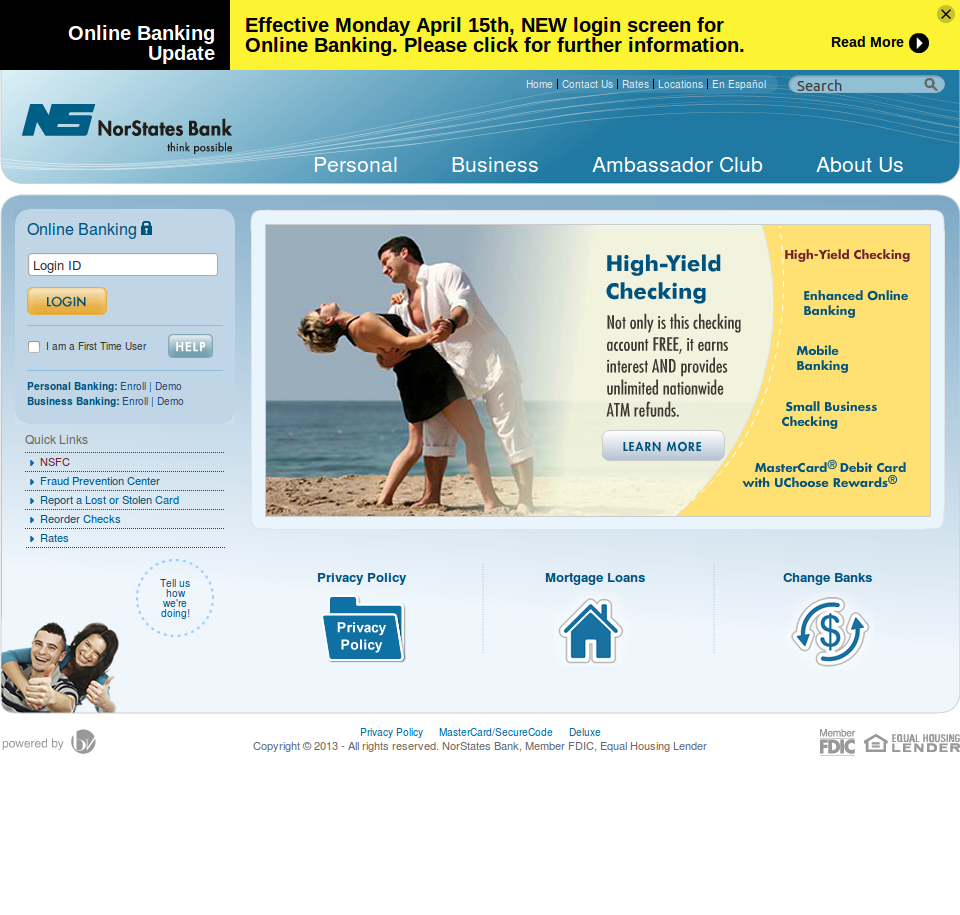 Online Banking
Update
Effective Monday April 15th, NEW login screen for
Online Banking. Please click for further information.
Read More
Home | Contact Us | Rates | Locations | En Español
Search
NS NorStates Bank
think possible
Personal Business Ambassador Club About Us
Online Banking
Login ID
LOGIN
I am a First Time User
HELP
Personal Banking: Enroll | Demo
Business Banking: Enroll | Demo
Quick Links
NSFC
Fraud Prevention Center
Report a Lost or Stolen Card
Reorder Checks
Rates
Tell us
how
we're
doing!
High-Yield
Checking
Not only is this checking
account FREE, it earns
interest AND provides
unlimited nationwide
ATM refunds.
LEARN MORE
High-Yield Checking
Enhanced Online
Banking
Mobile
Banking
Small Business
Checking
MasterCard® Debit Card
with UChoose Rewards®
Privacy Policy
Privacy
Policy
Mortgage Loans
Change Banks
$
powered by bv
Privacy Policy MasterCard/SecureCode Deluxe
Copyright © 2013 - All rights reserved. NorStates Bank, Member FDIC, Equal Housing Lender
Member
FDIC
EQUAL HOUSING
LENDER